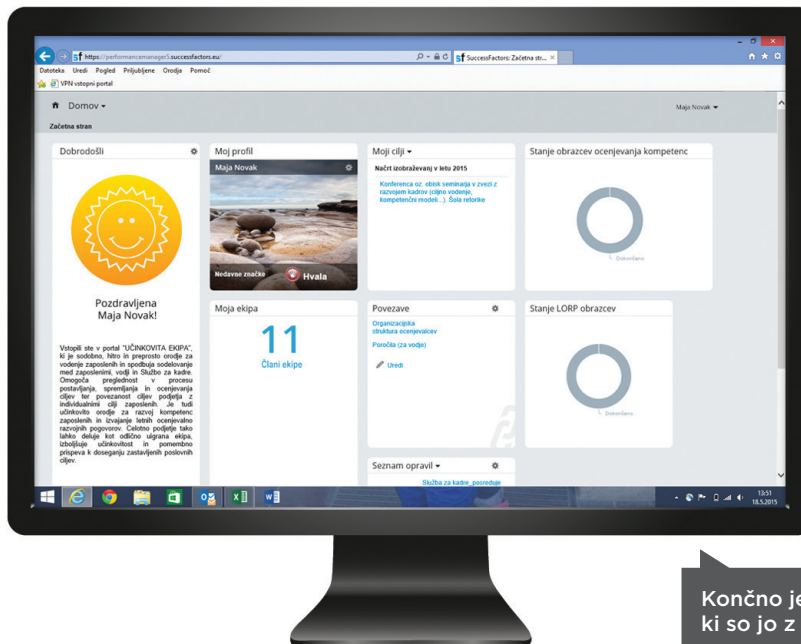 https://performancemanager5.successfactors.eu/
SuccessFactors: Začetna str...
Datoteka Uredi Pogled Priljubljene Orodja Pomoč
VPN vstopni portal
Domov
Maja Novak
Začetna stran
Dobrodošli
Pozdravljena
Maja Novak!
Vstopili ste v portal "UČINKOVITA EKIPA",
ki je sodobno, hitro in preprosto orodje za
vodenje zaposlenih in spodbuja sodelovanje
med zaposlenimi, vodji in Službo za kadre.
Omogoča preglednost v procesu
postavljanja, spremljanja in ocenjevanja
ciljev ter povezanost ciljev podjetja z
individualnimi cilji zaposlenih. Je tudi
učinkovito orodje za razvoj kompetenc
zaposlenih in izvajanje letnih ocenjevalno
razvojnih pogovorov. Celotno podjetje tako
lahko deluje kot odlično uigrana ekipa,
izboljšuje učinkovitost in pomembno
prispeva k doseganju zastavljenih poslovnih
ciljev.
Moj profil
Maja Novak
Nedavne značke
Hvala
Moji cilji
Načrt izobraževanj v letu 2015
Konferenca oz. obisk seminarja v zvezi z
razvojem kadrov (ciljno vodenje,
kompetenčni modeli...). Šola retorike
Stanje obrazcev ocenjevanja kompetenc
Dokončano
Moja ekipa
11
Člani ekipe
Povezave
Organizacijska
struktura ocenjevalcev
Poročila (za vodje)
Uredi
Stanje LORP obrazcev
Dokončano
Seznam opravil
Služba za kadre_posreduje
13:51
18.5.2015
Končno je
ki so jo z